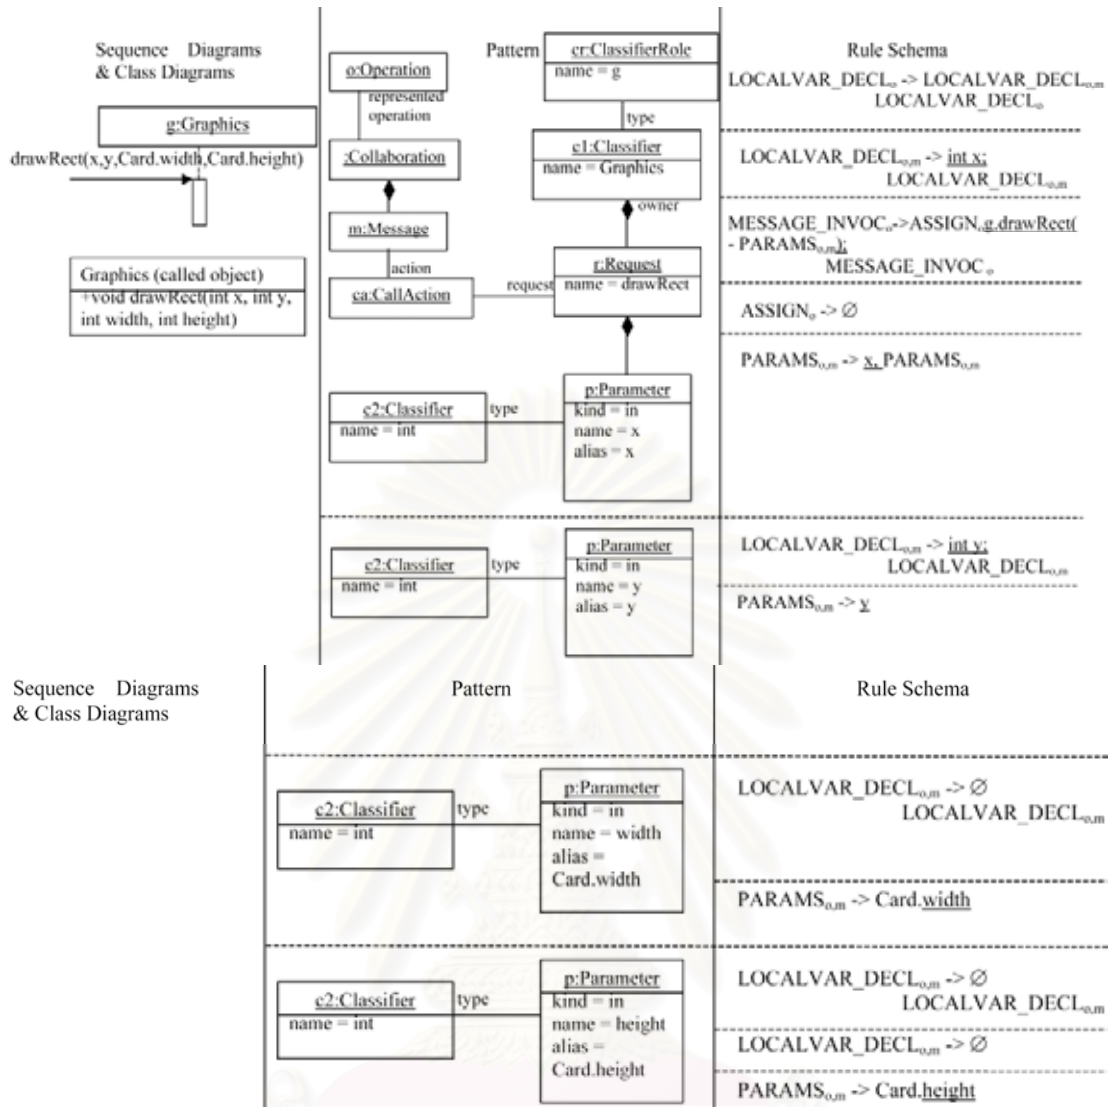 Sequence Diagrams
& Class Diagrams
g:Graphics
drawRect(x,y,Card.width,Card.height)
Graphics (called object)
+void drawRect(int x, int y,
int width, int height)
Pattern
o:Operation
represented
operation
:Collaboration
m:Message
action
ca:CallAction
request
cr:ClassifierRole
name = g
type
c1:Classifier
name = Graphics
owner
r:Request
name = drawRect
c2:Classifier
name = int
type
p:Parameter
kind = in
name = x
alias = x
c2:Classifier
name = int
type
p:Parameter
kind = in
name = y
alias = y
Rule Schema
LOCALVAR_DECLo -> LOCALVAR_DECLo,m
LOCALVAR_DECLo
LOCALVAR_DECLo,m -> int x;
LOCALVAR_DECLo,m
MESSAGE_INVOCo->ASSIGNog.drawRect(
- PARAMSo,m);
MESSAGE_INVOCo
ASSIGNo -> ∅
PARAMSo,m -> x, PARAMSo,m
LOCALVAR_DECLo,m -> int y;
LOCALVAR_DECLo,m
PARAMSo,m -> y
Sequence Diagrams
& Class Diagrams
Pattern
Rule Schema
c2:Classifier
name = int
type
p:Parameter
kind = in
name = width
alias =
Card.width
LOCALVAR_DECLo,m -> ∅
LOCALVAR_DECLo,m
PARAMSo,m -> Card.width
c2:Classifier
name = int
type
p:Parameter
kind = in
name = height
alias =
Card.height
LOCALVAR_DECLo,m -> ∅
LOCALVAR_DECLo,m
LOCALVAR_DECLo,m -> ∅
PARAMSo,m -> Card.height